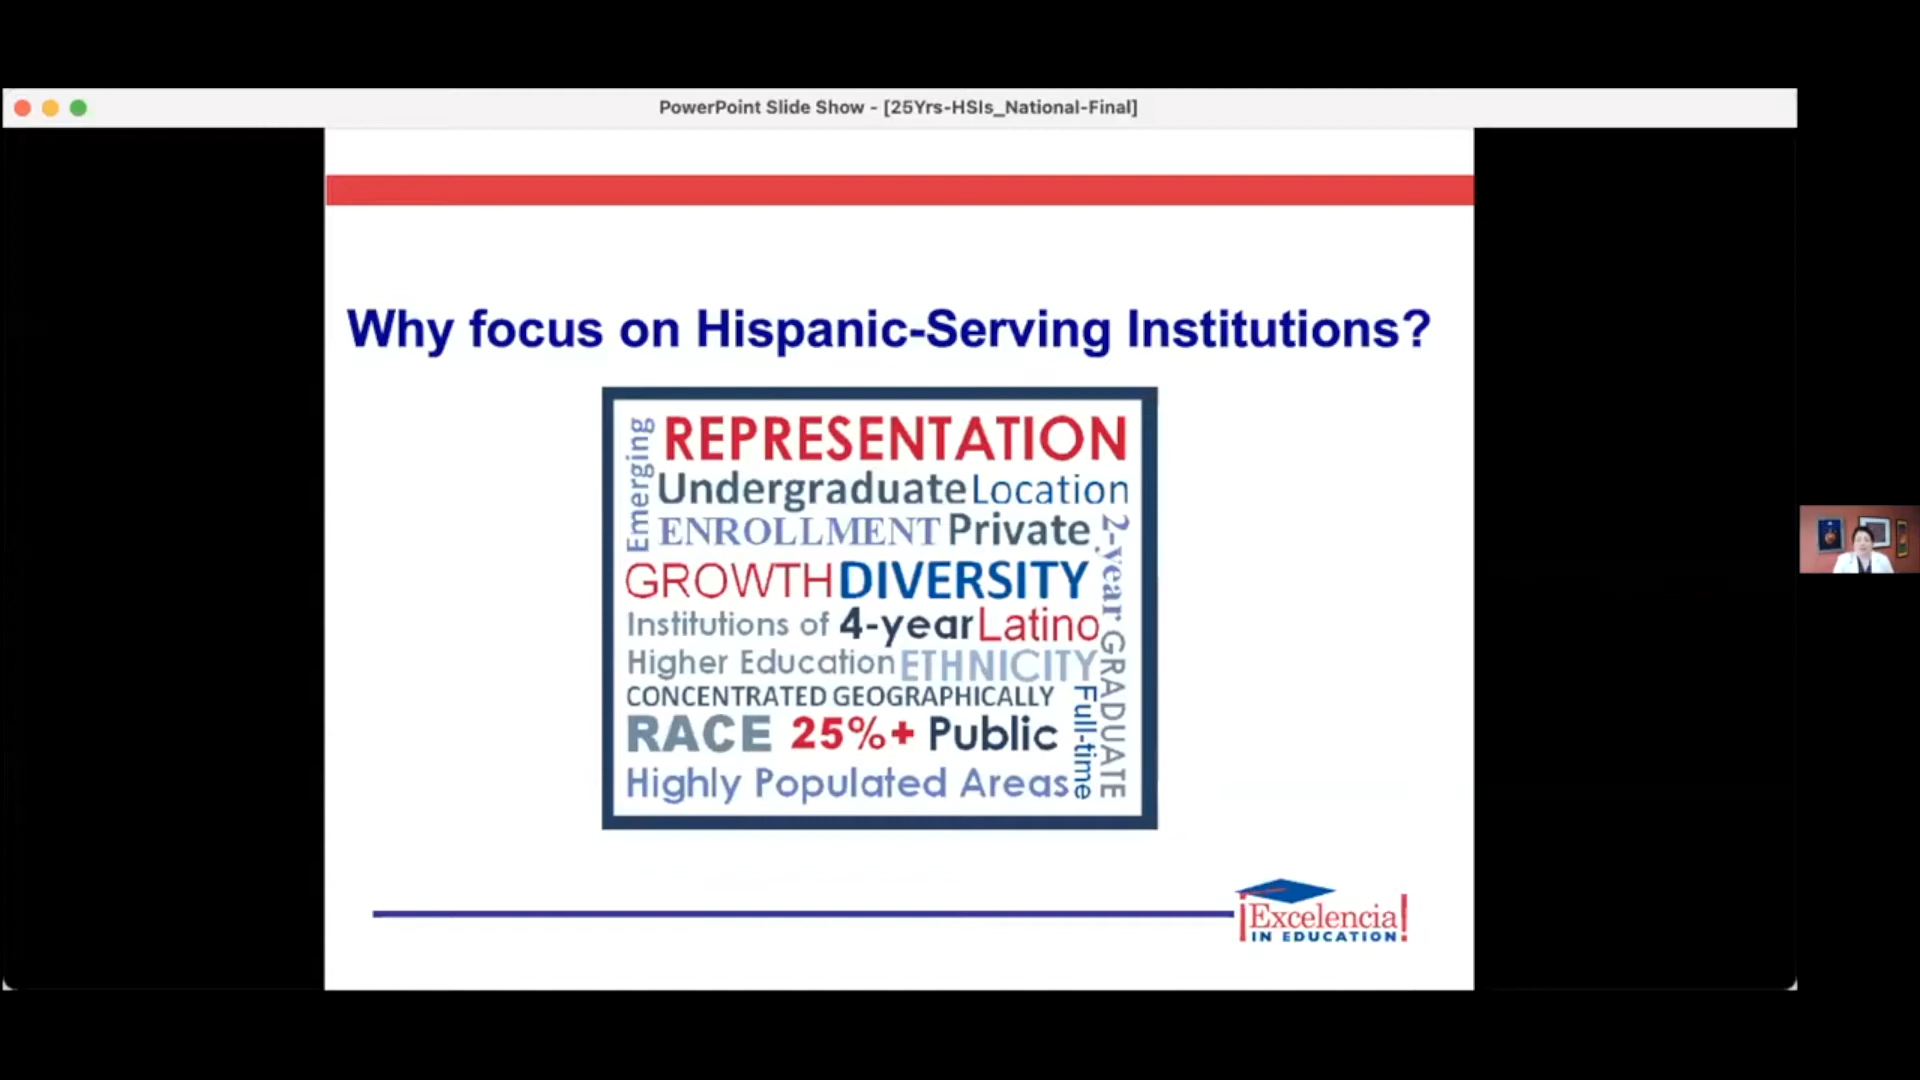 PowerPoint Slide Show - [25Yrs-HSIs_National-Final]
Why focus on Hispanic-Serving Institutions?
Emerging
REPRESENTATION
Undergraduate Location
ENROLLMENT Private
2-year
GROWTH DIVERSITY
Institutions of 4-year Latino
Higher Education ETHNICITY
GRADUATE
CONCENTRATED GEOGRAPHICALLY
Full-time
RACE 25%+ Public
Highly Populated Areas
¡Excelencia!
IN EDUCATION